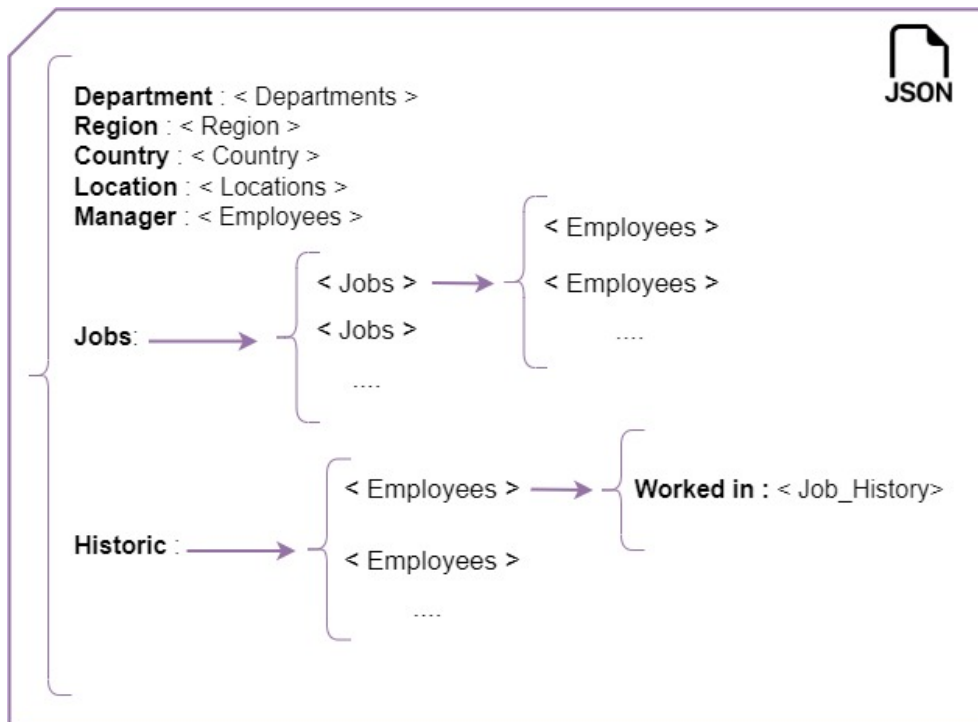 JSON
Department : < Departments >
Region : < Region >
Country : < Country >
Location : < Locations >
Manager : < Employees >
< Employees >
< Jobs >
< Employees >
Jobs:
< Jobs >
....
....
< Employees >
Worked in : < Job_History>
Historic :
< Employees >
....